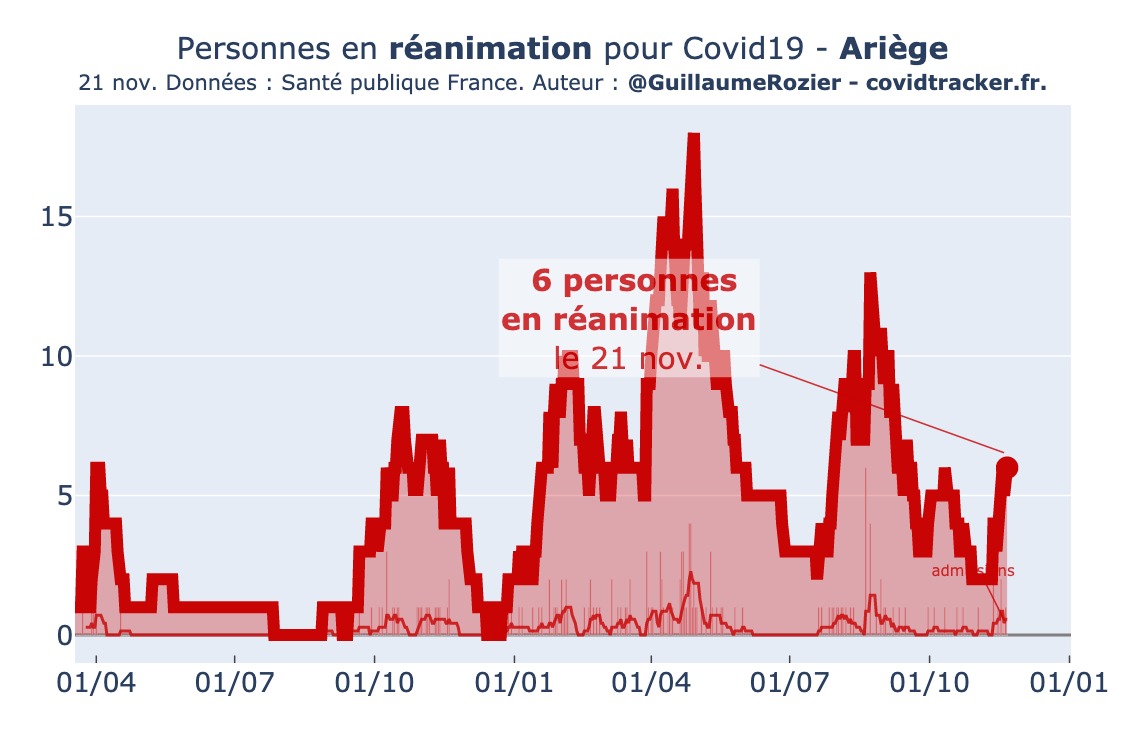 Personnes en réanimation pour Covid19 - Ariège
21 nov. Données : Santé publique France. Auteur : @GuillaumeRozier - covidtracker.fr.
15
6 personnes
en réanimation
le 21 nov.
10
5
admissions
0
01/04 01/07 01/10 01/01 01/04 01/07 01/10 01/01